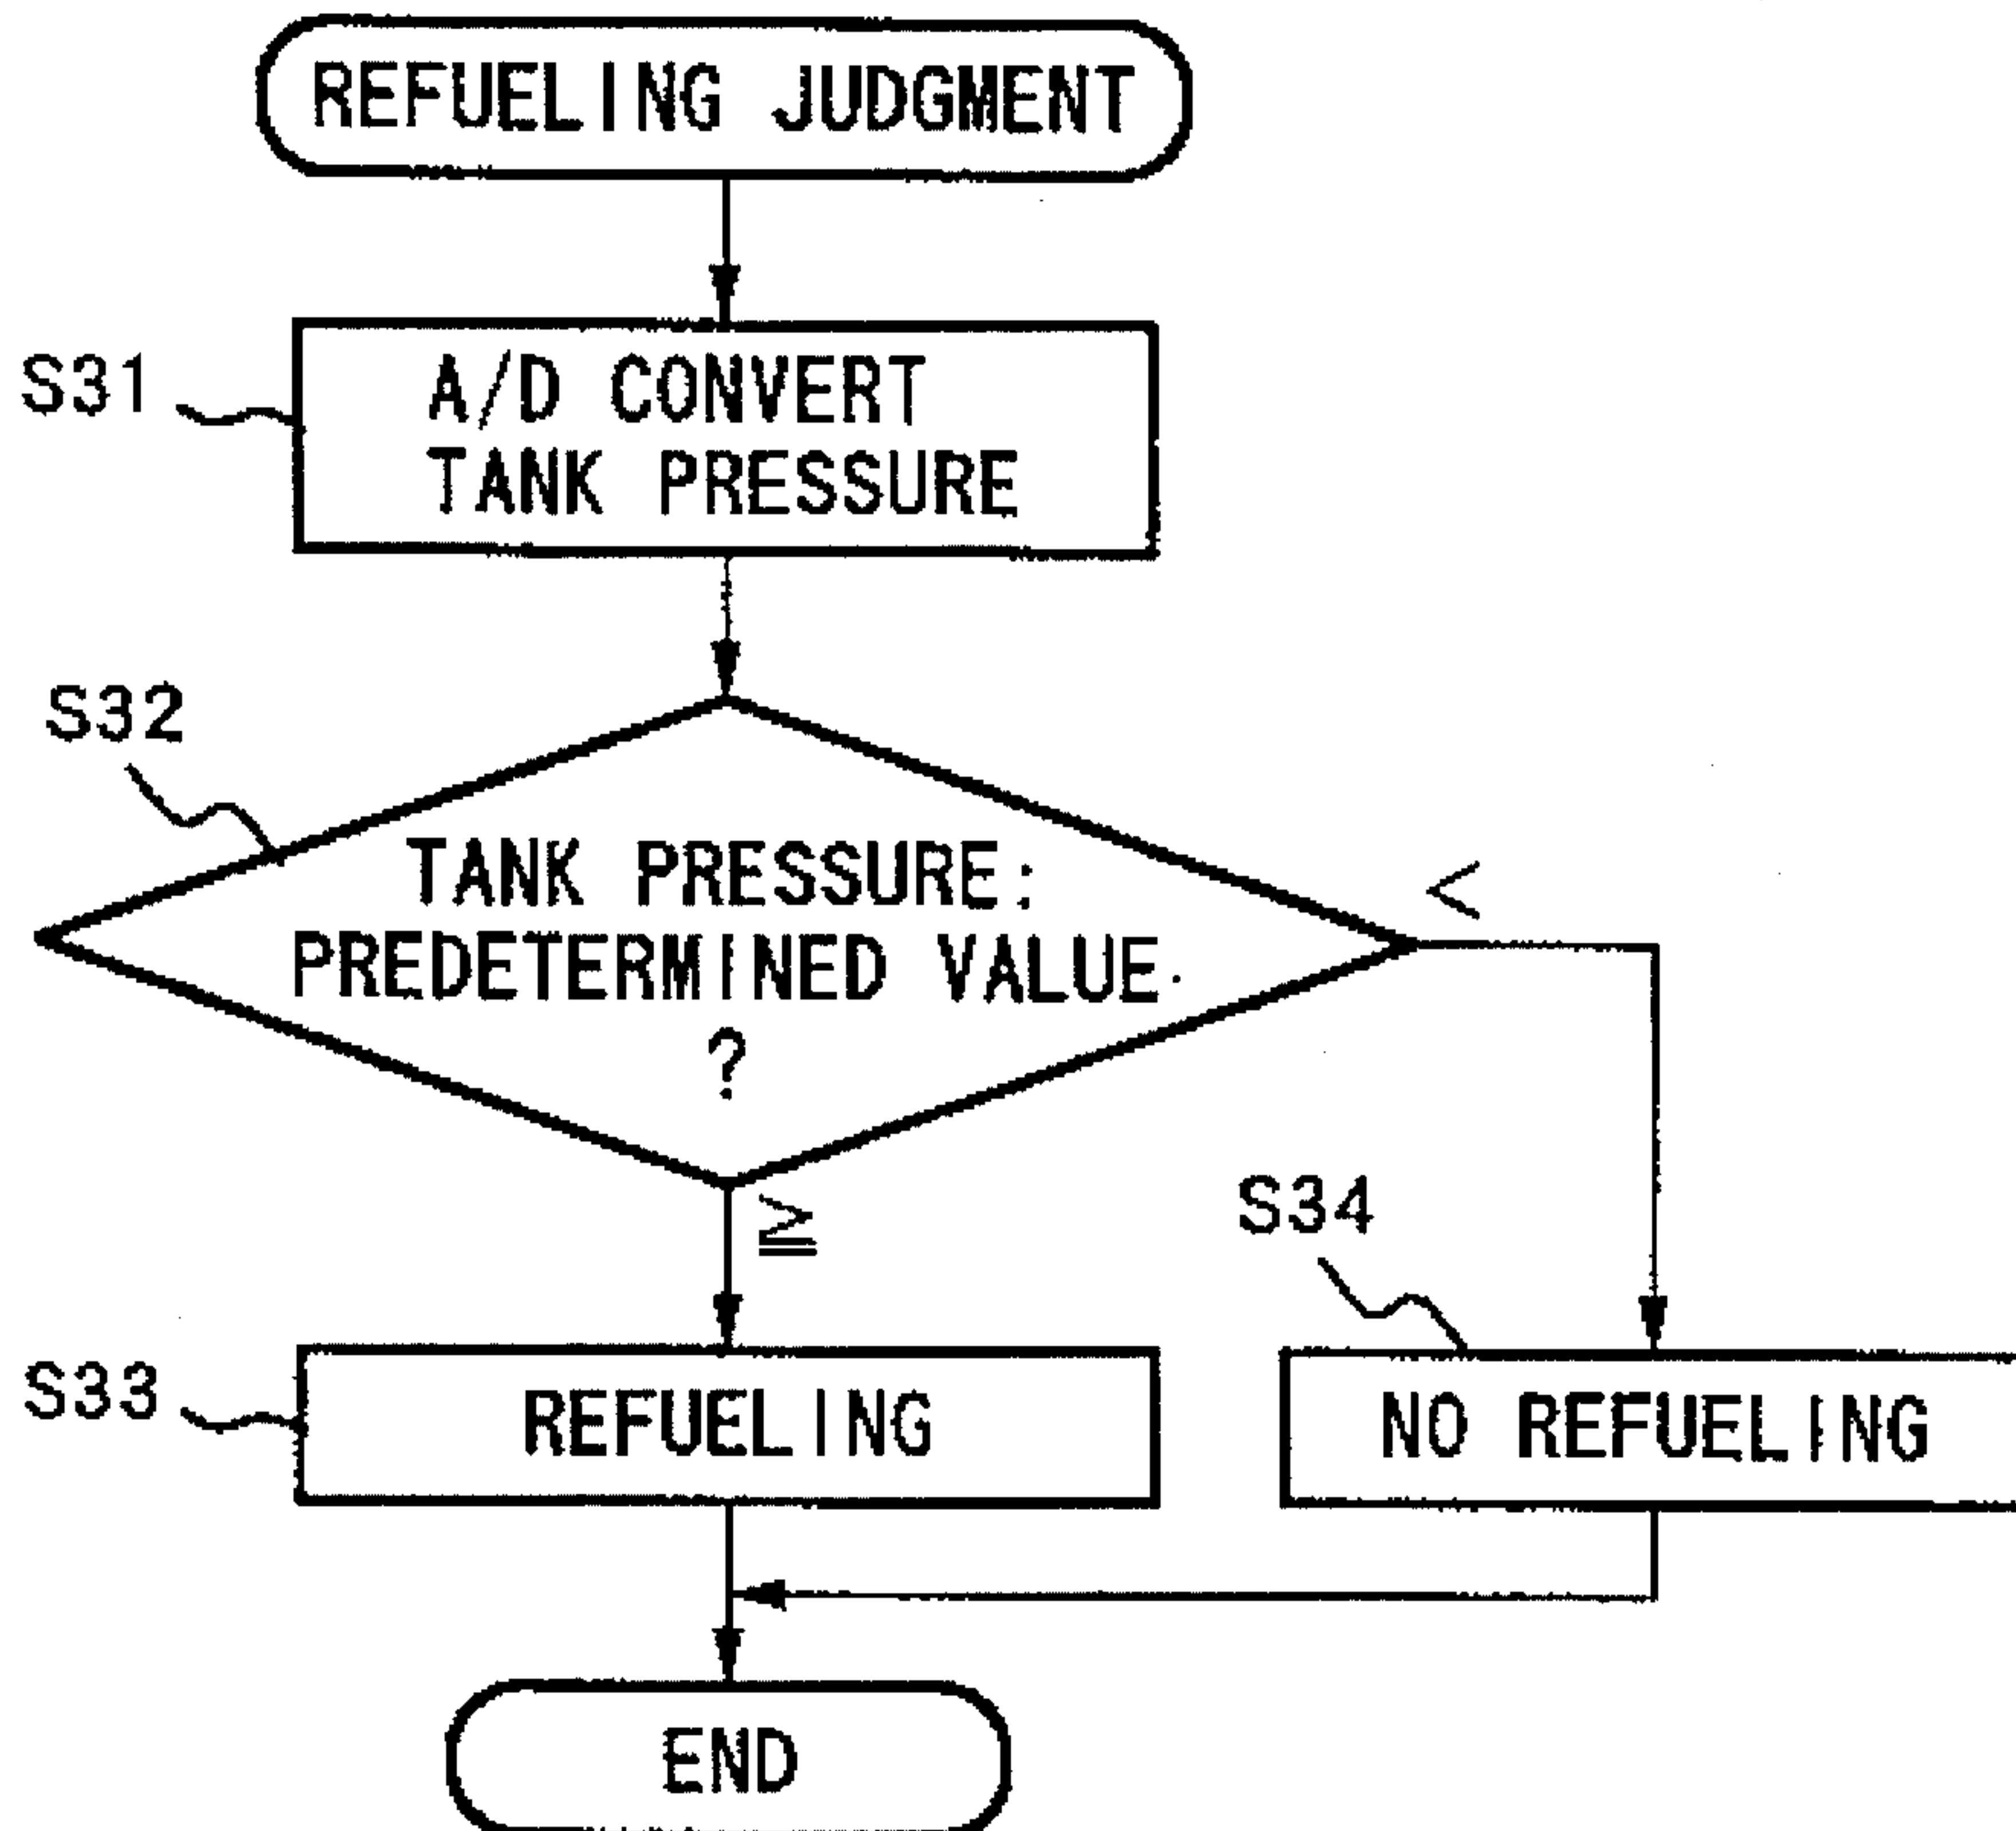 REFUELING JUDGMENT
S31
A/D CONVERT
TANK PRESSURE
S32
TANK PRESSURE:
PREDETERMINED VALUE
?
<
≧
S34
S33
REFUELING
NO REFUELING
END